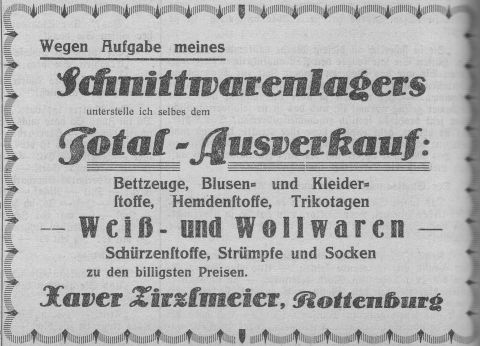 Wegen Aufgabe meines
Schnittwarenlagers
unterstelle ich selbes dem
Total-Ausverkauf:
Bettzeuge, Blusen- und Kleider-
ſtoffe, Hemdenſtoffe, Trikotagen
— Weiß- und Wollwaren —
Schürzenſtoffe, Strümpfe und Socken
zu den billigsten Preisen.
Xaver Zirzlmeier, Rottenburg